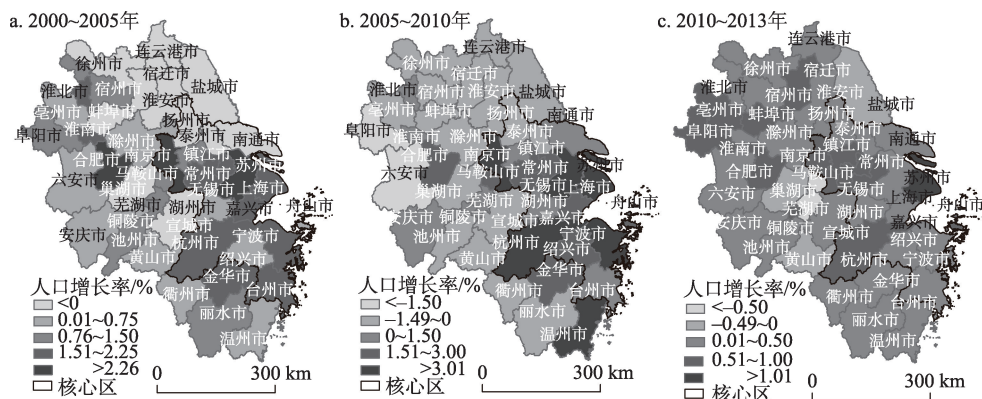 a. 2000~2005年
连云港市
徐州市
宿迁市
淮北市
宿州市
盐城市
亳州市
蚌埠市
淮安市
扬州市
阜阳市
淮南市
泰州市
南通市
滁州市
合肥市
南京市
镇江市
苏州市
六安市
马鞍山市
常州市
巢湖市
无锡市
上海市
芜湖市
湖州市
嘉兴市
舟山市
铜陵市
宣城市
安庆市
池州市
杭州市
宁波市
黄山市
绍兴市
金华市
衢州市
台州市
丽水市
温州市
人口增长率/%
<0
0.01~0.75
0.76~1.50
1.51~2.25
>2.26
核心区
0 300 km
b. 2005~2010年
连云港市
徐州市
宿迁市
淮北市
宿州市
淮安市
盐城市
亳州市
蚌埠市
扬州市
南通市
阜阳市
淮南市
滁州市
泰州市
合肥市
南京市
镇江市
苏州市
六安市
马鞍山市
常州市
巢湖市
无锡市
上海市
芜湖市
湖州市
舟山市
安庆市
铜陵市
宣城市
嘉兴市
池州市
杭州市
宁波市
黄山市
绍兴市
金华市
衢州市
台州市
丽水市
温州市
人口增长率/%
<–1.50
–1.49~0
0~1.50
1.51~3.00
>3.01
核心区
0 300 km
c. 2010~2013年
连云港市
徐州市
宿迁市
淮北市
宿州市
淮安市
亳州市
蚌埠市
扬州市
盐城市
阜阳市
滁州市
泰州市
南通市
淮南市
南京市
镇江市
合肥市
马鞍山市
常州市
苏州市
六安市
巢湖市
无锡市
上海市
芜湖市
湖州市
舟山市
安庆市
铜陵市
宣城市
嘉兴市
池州市
绍兴市
黄山市
杭州市
宁波市
金华市
衢州市
台州市
丽水市
温州市
人口增长率/%
<–0.50
–0.49~0
0.01~0.50
0.51~1.00
>1.01
核心区
0 300 km